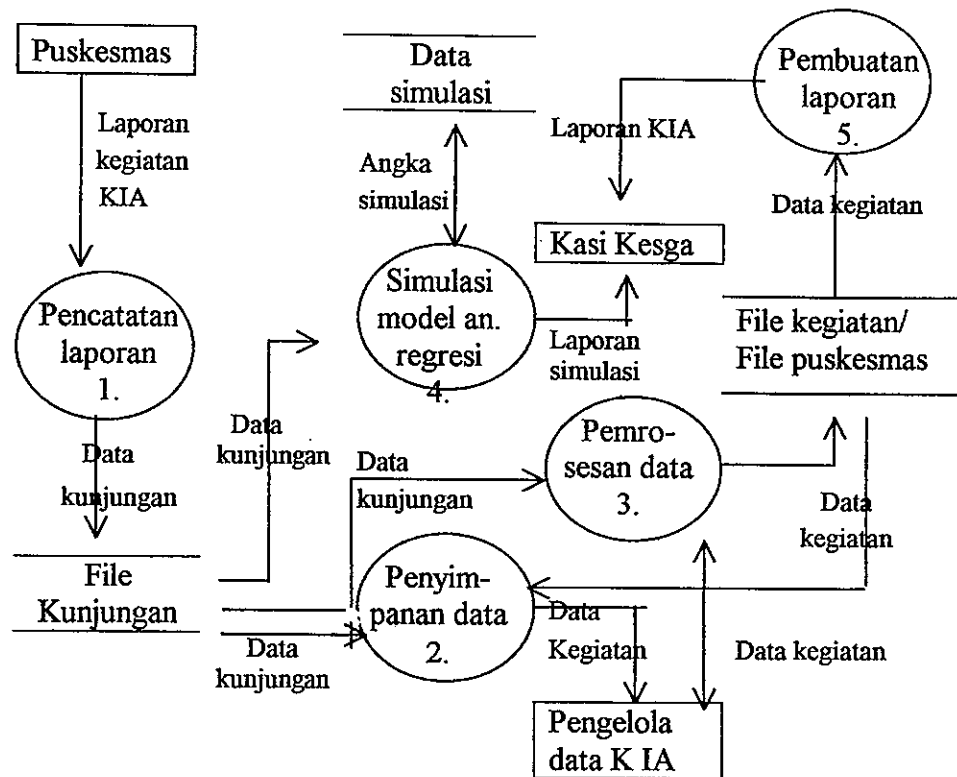 Puskesmas
Laporan
kegiatan
KIA
Pencatatan
laporan
1.
Data
kunjungan
File
Kunjungan
Data
kunjungan
Data
simulasi
Angka
simulasi
Simulasi
model an.
regresi
4.
Laporan
simulasi
Kasi Kesga
Laporan KIA
Pembuatan
laporan
5.
Data kegiatan
File kegiatan/
File puskesmas
Data
kunjungan
Pemro-
sesan data
3.
Data
kegiatan
Data
kunjungan
Penyim-
panan data
2.
Data
Kegiatan
Data kegiatan
Pengelola
data K IA